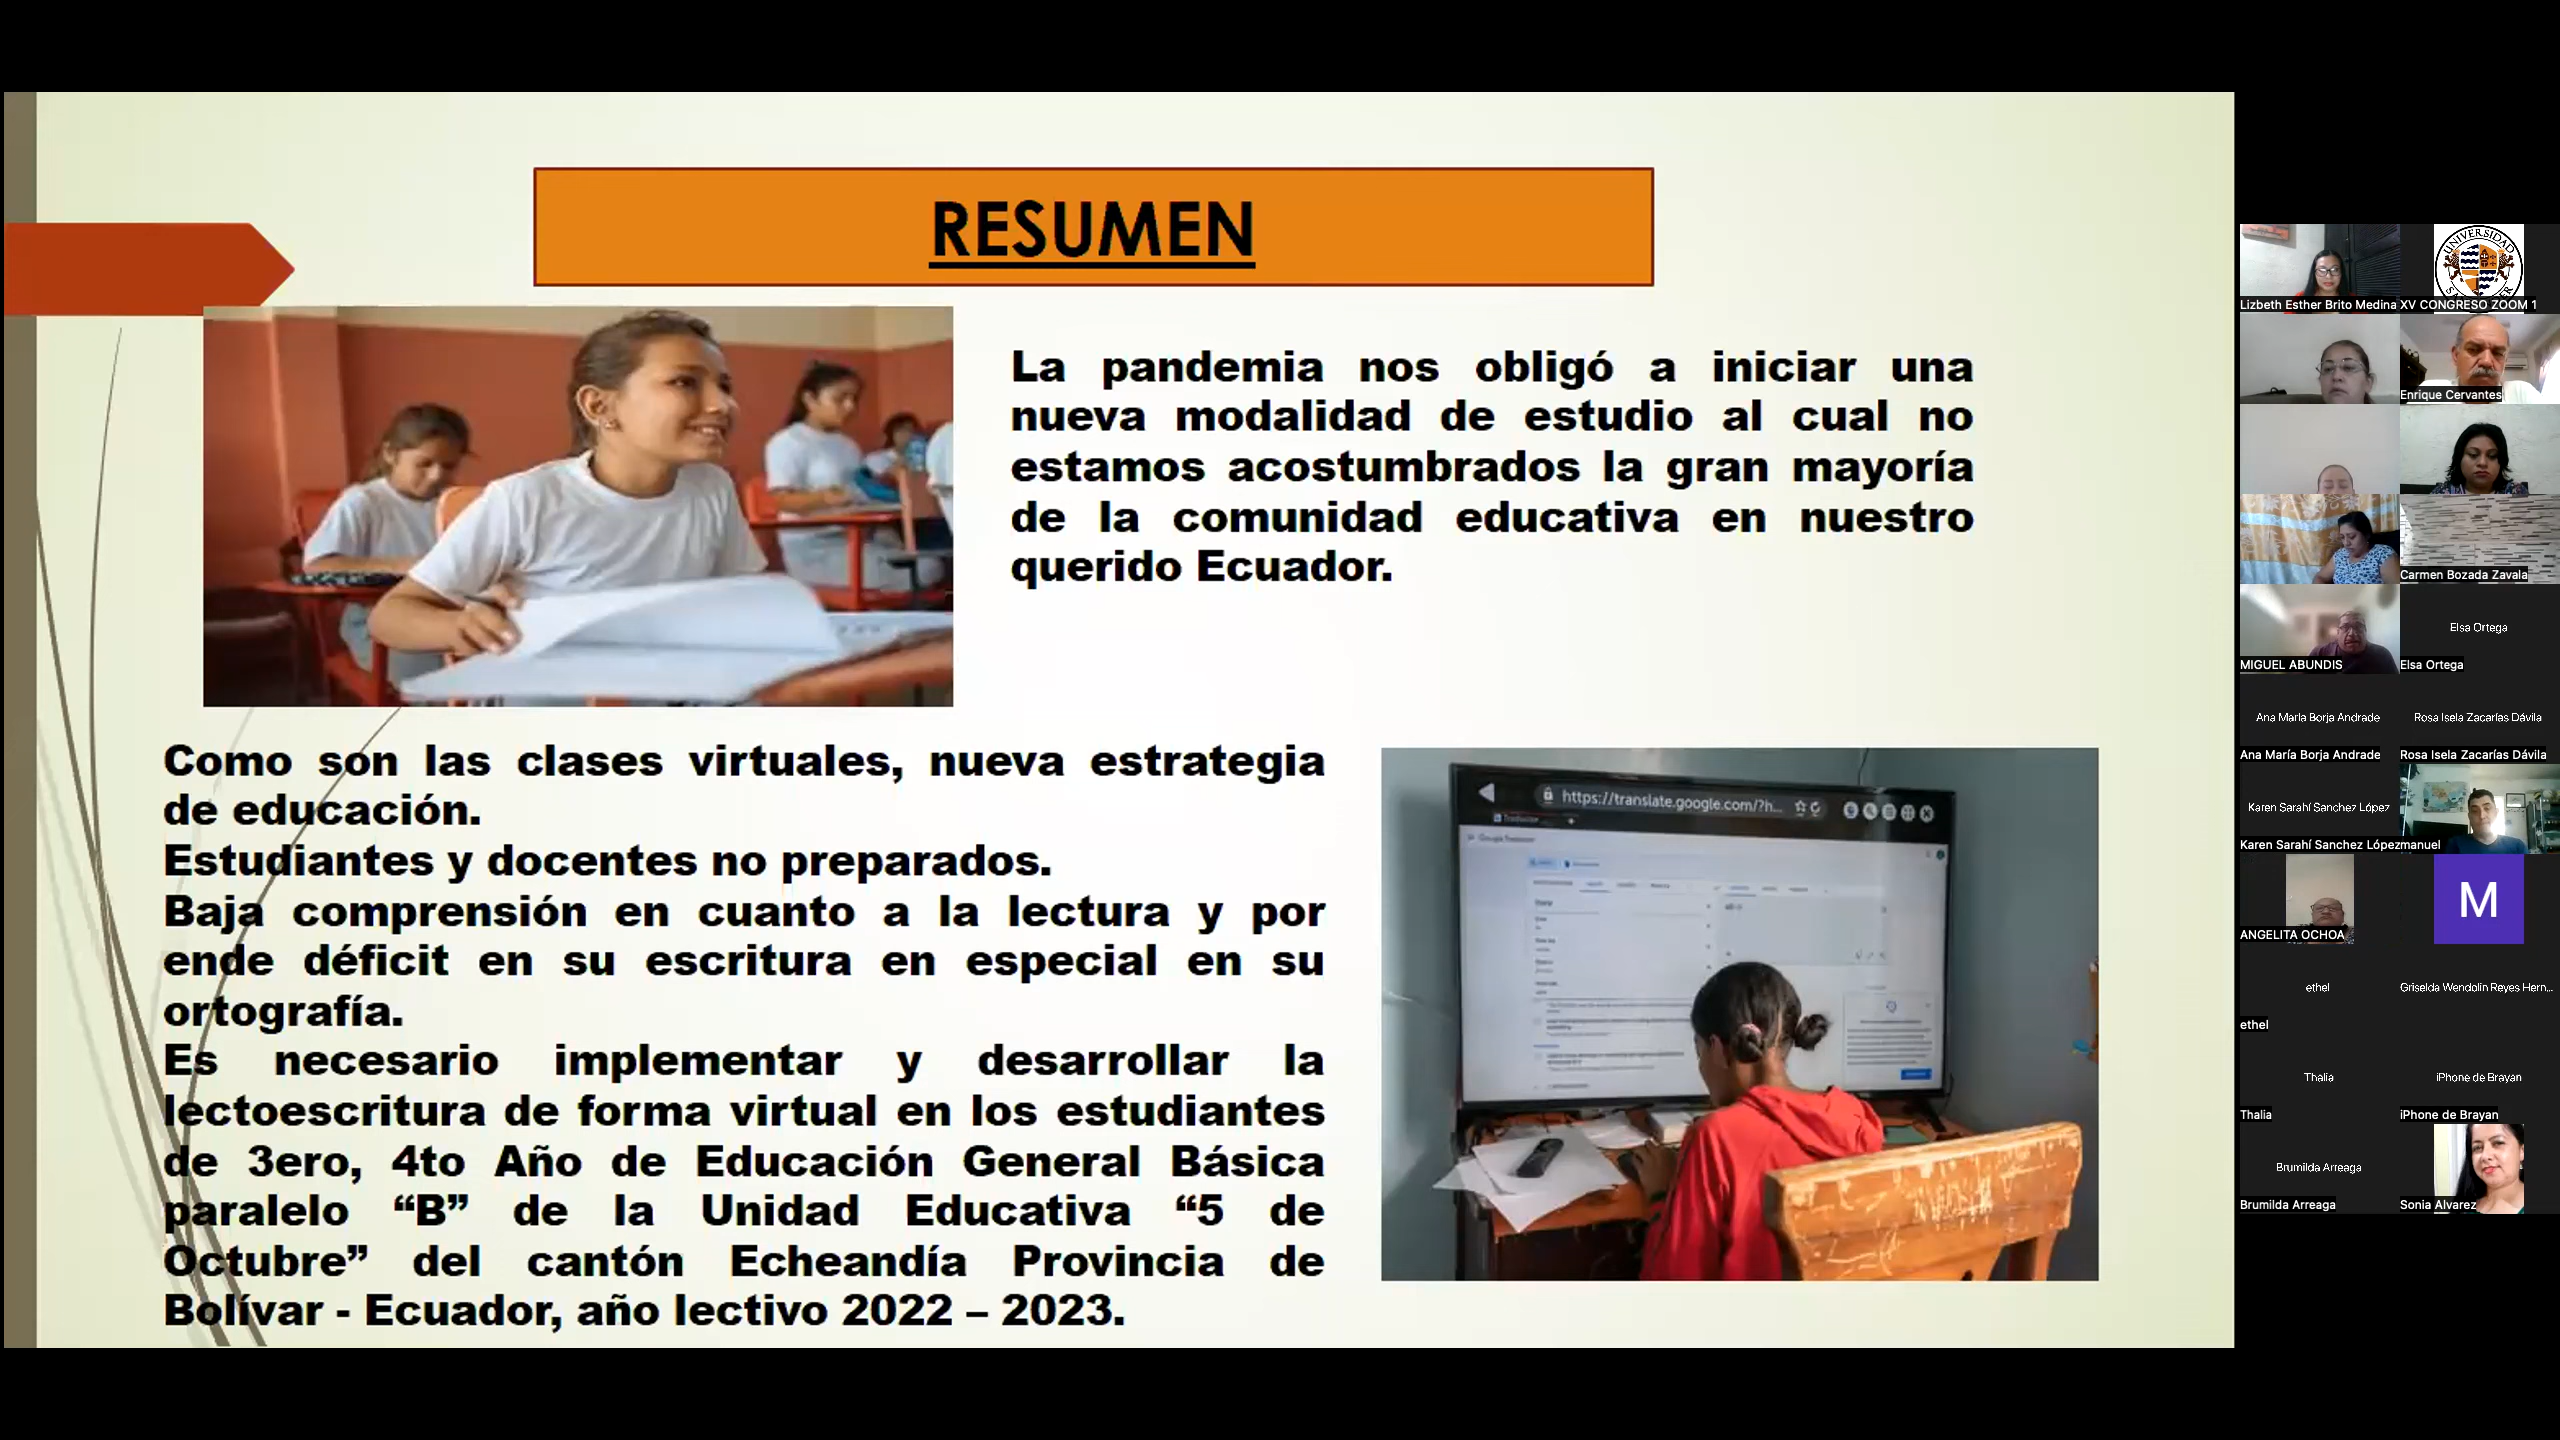 RESUMEN
La pandemia nos obligó a iniciar una
nueva modalidad de estudio al cual no
estamos acostumbrados la gran mayoría
de la comunidad educativa en nuestro
querido Ecuador.
Como son las clases virtuales, nueva estrategia
de educación.
Estudiantes y docentes no preparados.
Baja comprensión en cuanto a la lectura y por
ende déficit en su escritura en especial en su
ortografía.
Es necesario implementar y desarrollar la
lectoescritura de forma virtual en los estudiantes
de 3ero, 4to Año de Educación General Básica
paralelo “B” de la Unidad Educativa “5 de
Octubre” del cantón Echeandía Provincia de
Bolívar - Ecuador, año lectivo 2022 – 2023.
https://translate.google.com/?h...
UNIVERSIDAD
Lizbeth Esther Brito Medina
XV CONGRESO ZOOM 1
Enrique Cervantes
Carmen Bozada Zavala
MIGUEL ABUNDIS
Elsa Ortega
Elsa Ortega
Ana María Borja Andrade
Rosa Isela Zacarías Dávila
Ana María Borja Andrade
Rosa Isela Zacarías Dávila
Karen Sarahí Sanchez López
Karen Sarahí Sanchez López
manuel
ANGELITA OCHOA
M
ethel
Griselda Wendolin Reyes Hern...
ethel
Thalia
iPhone de Brayan
Thalia
iPhone de Brayan
Brumilda Arreaga
Brumilda Arreaga
Sonia Alvarez